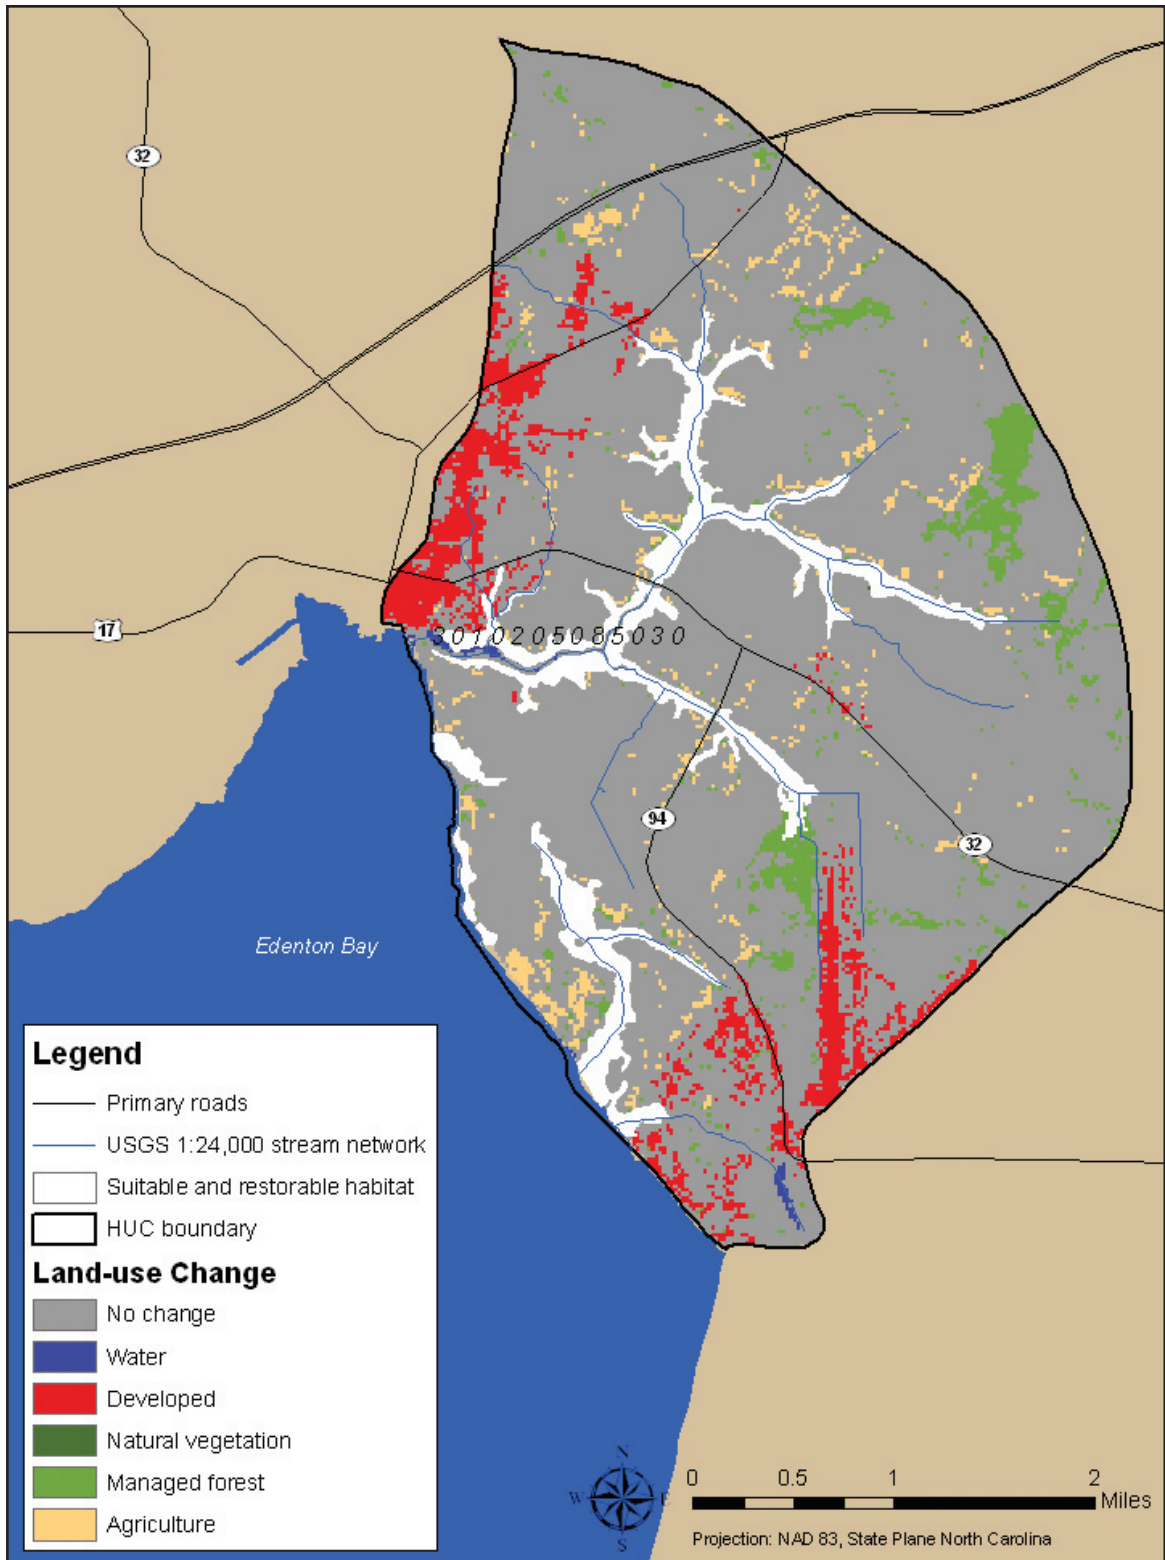 32
17
3010205085030
94
32
Edenton Bay
Legend
Primary roads
USGS 1:24,000 stream network
Suitable and restorable habitat
HUC boundary
Land-use Change
No change
Water
Developed
Natural vegetation
Managed forest
Agriculture
N
W E
S
0 0.5 1 2
Miles
Projection: NAD 83, State Plane North Carolina